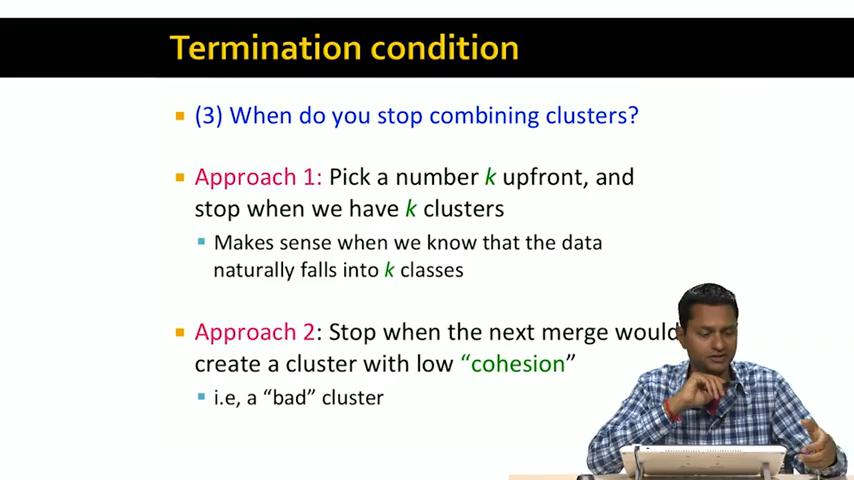 Termination condition
(3) When do you stop combining clusters?
Approach 1: Pick a number k upfront, and
stop when we have k clusters
Makes sense when we know that the data
naturally falls into k classes
Approach 2: Stop when the next merge would
create a cluster with low “cohesion”
i.e, a “bad” cluster